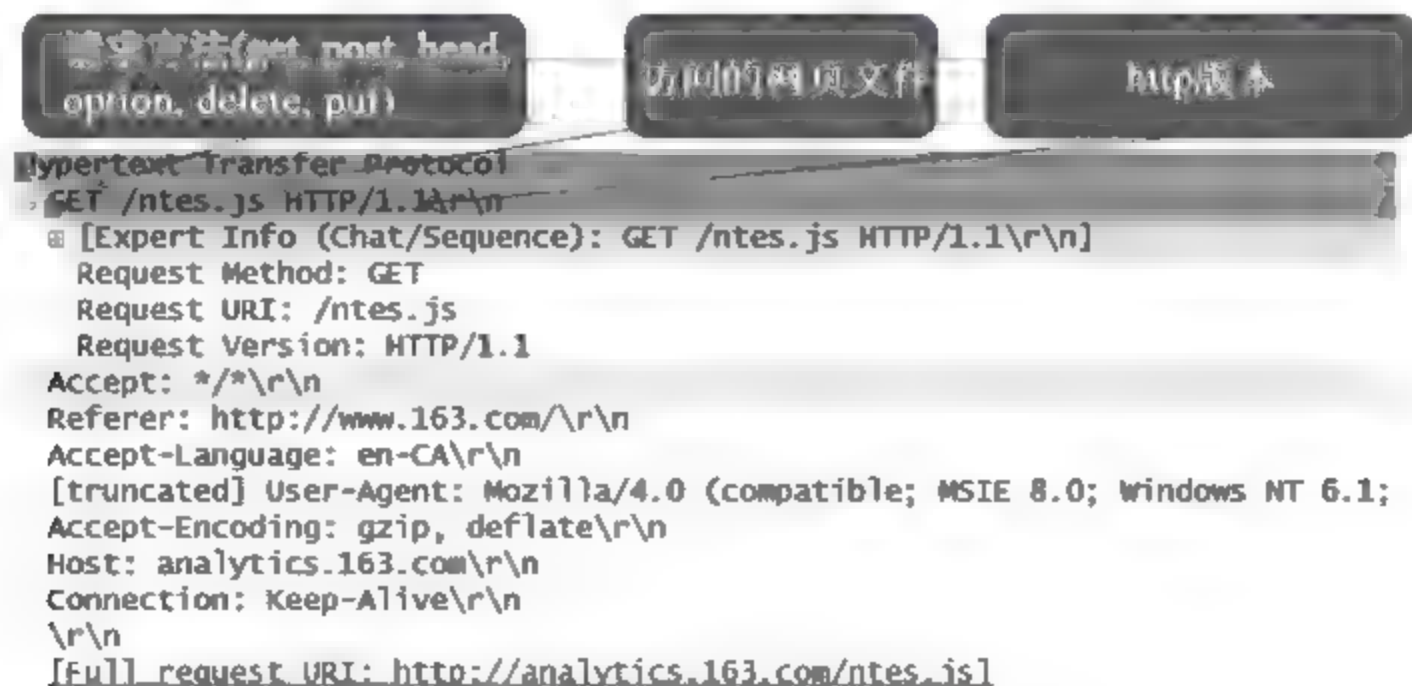 请求方法(get, post, head,
option, delete, put)
访问的网页文件
http版本
Hypertext Transfer Protocol
GET /ntes.js HTTP/1.1\r\n
[Expert Info (Chat/Sequence): GET /ntes.js HTTP/1.1\r\n]
Request Method: GET
Request URI: /ntes.js
Request Version: HTTP/1.1
Accept: */*\r\n
Referer: http://www.163.com/\r\n
Accept-Language: en-CA\r\n
[truncated] User-Agent: Mozilla/4.0 (compatible; MSIE 8.0; Windows NT 6.1;
Accept-Encoding: gzip, deflate\r\n
Host: analytics.163.com\r\n
Connection: Keep-Alive\r\n
\r\n
[Full request URI: http://analytics.163.com/ntes.js]